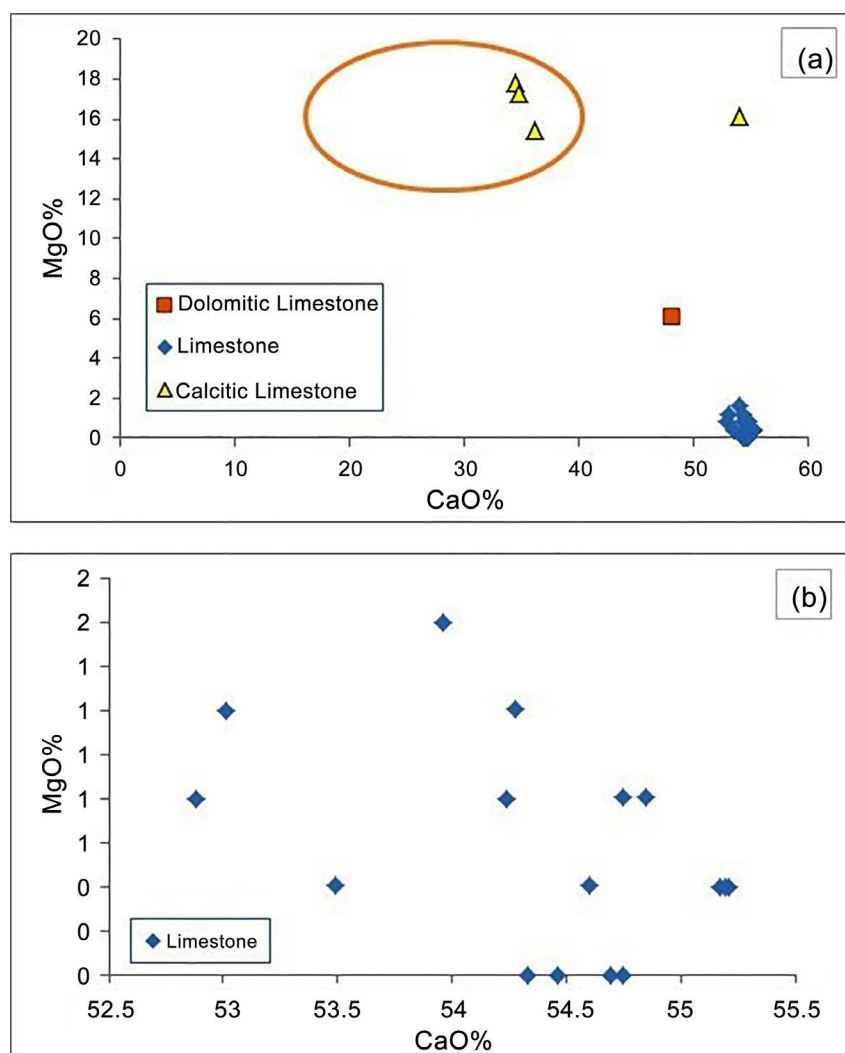 (a)
20
18
16
14
12
10
8
6
4
2
0
MgO%
Dolomitic Limestone
Limestone
Calcitic Limestone
0 10 20 30 40 50 60
CaO%
(b)
2
2
1
1
1
1
1
0
0
0
MgO%
Limestone
52.5 53 53.5 54 54.5 55 55.5
CaO%